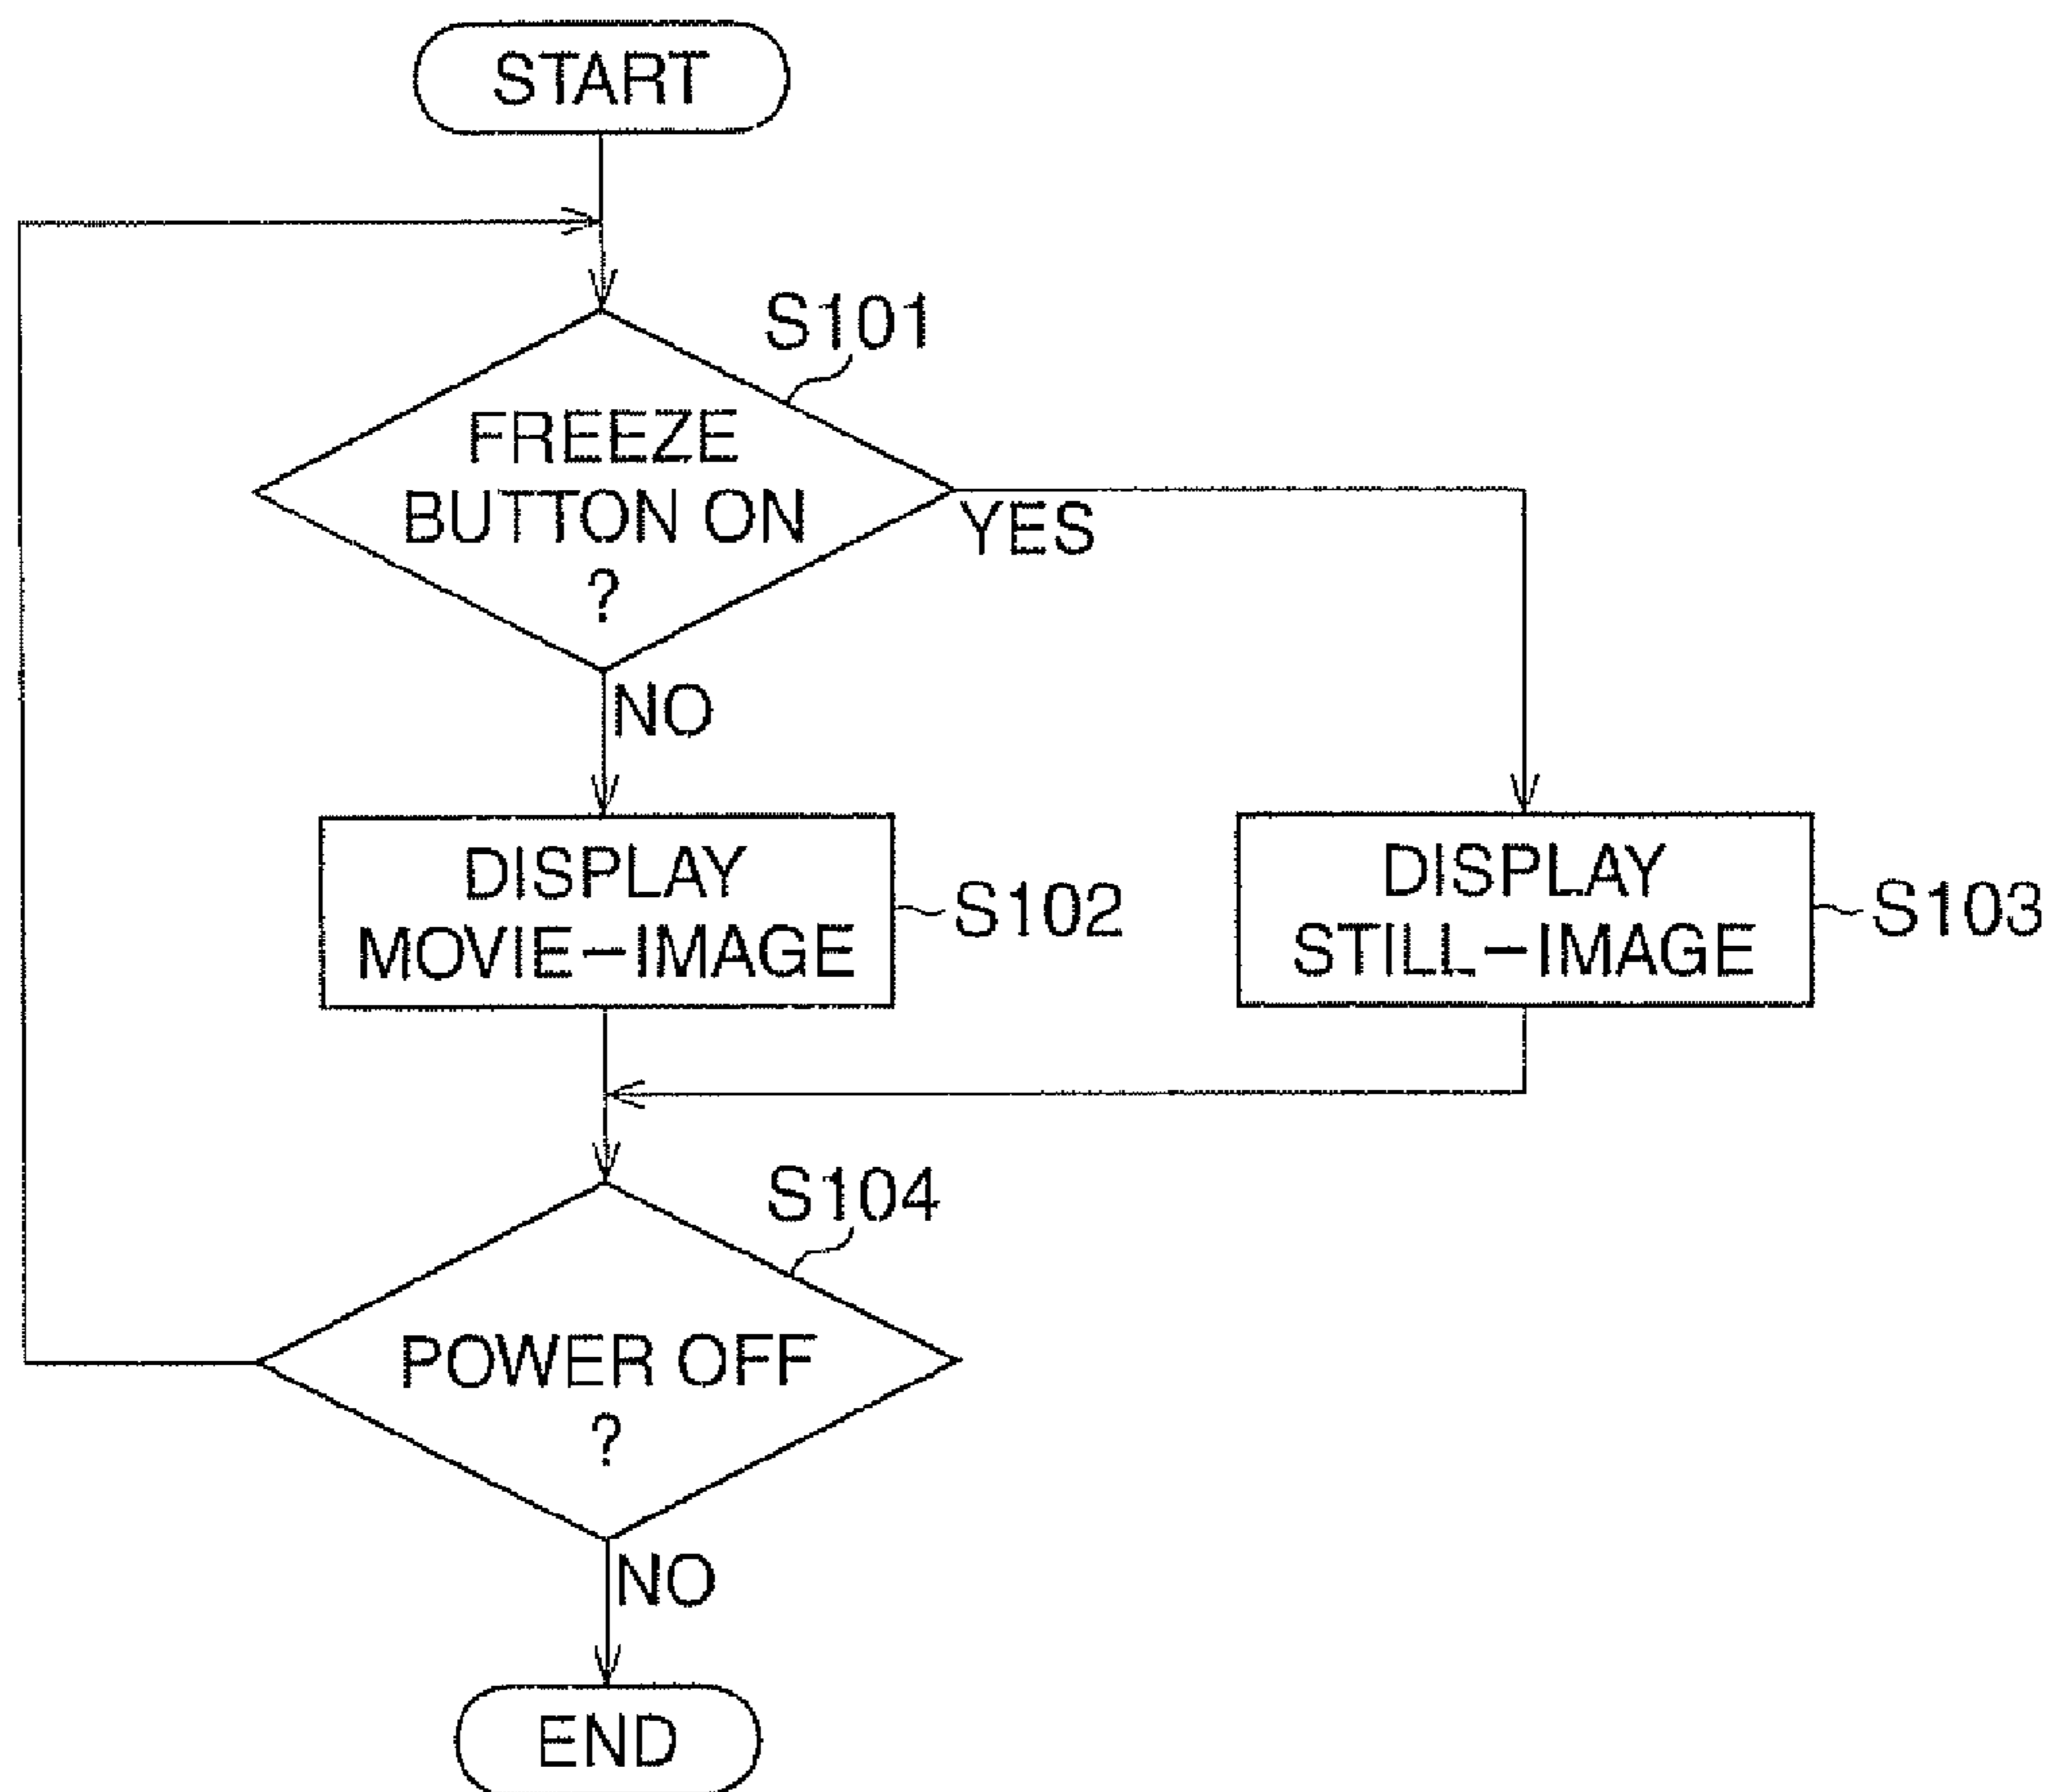 START
S101
FREEZE
BUTTON ON
?
YES
NO
DISPLAY
MOVIE-IMAGE
S102
DISPLAY
STILL-IMAGE
S103
S104
POWER OFF
?
NO
END